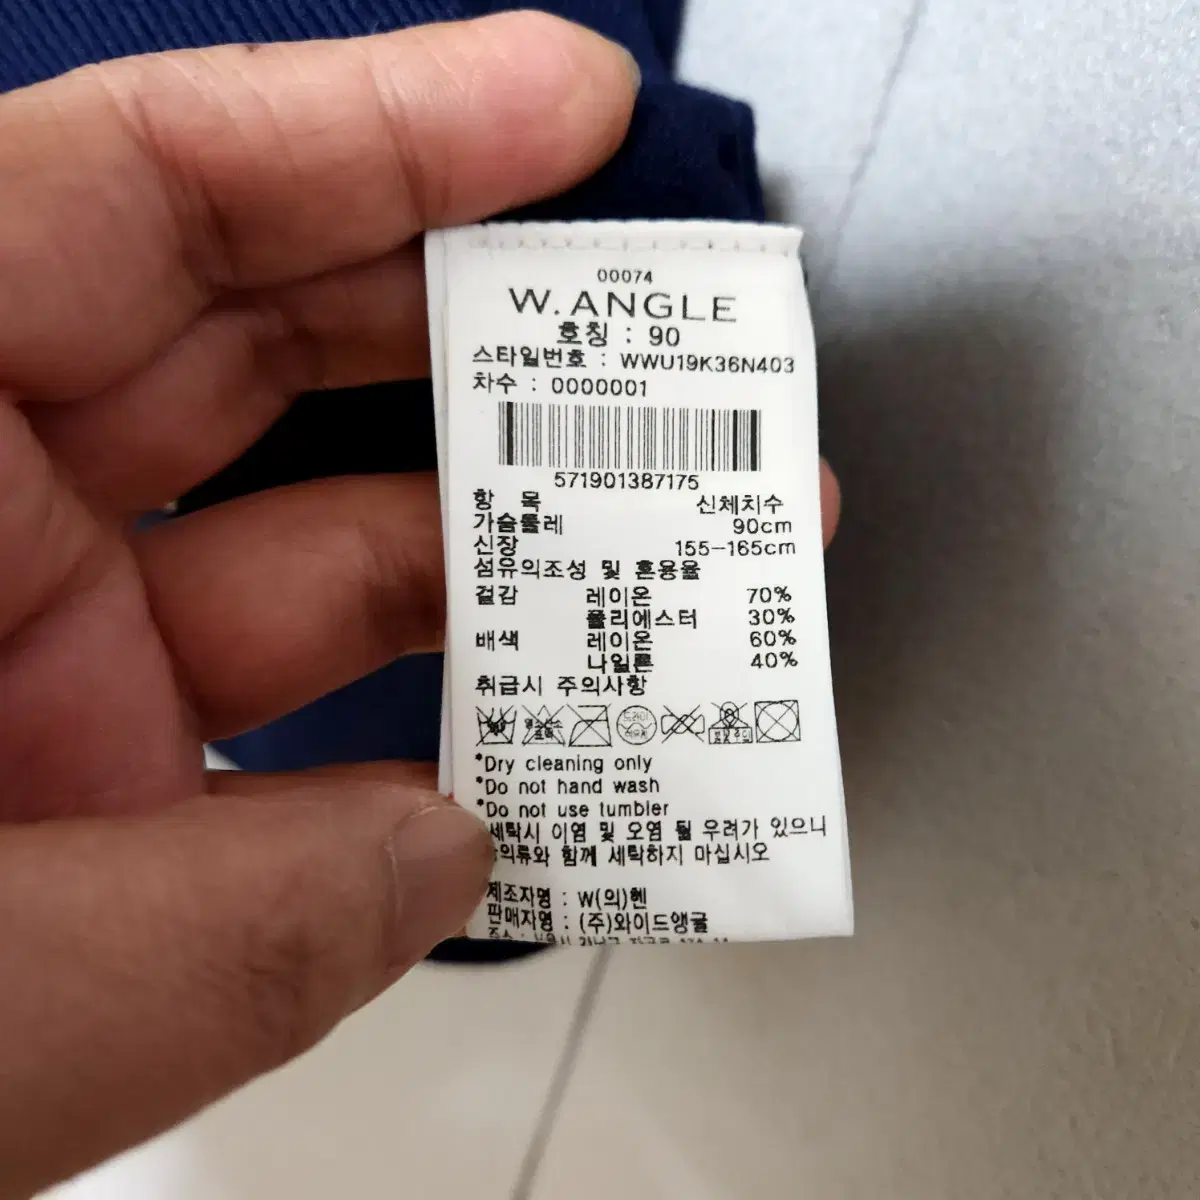 00074
W.ANGLE
호칭 : 90
스타일번호 : WWU19K36N403
차수 : 0000001
571901387175
항 목 신체치수
가슴둘레 90cm
신장 155-165cm
섬유의조성 및 혼용율
겉감 레이온 70%
폴리에스터 30%
배색 레이온 60%
나일론 40%
취급시 주의사항
드라이
*Dry cleaning only
*Do not hand wash
*Do not use tumbler
세탁시 이염 및 오염 될 우려가 있으니
의류와 함께 세탁하지 마십시오
제조자명 : W(의)헨
판매자명 : (주)와이드앵글